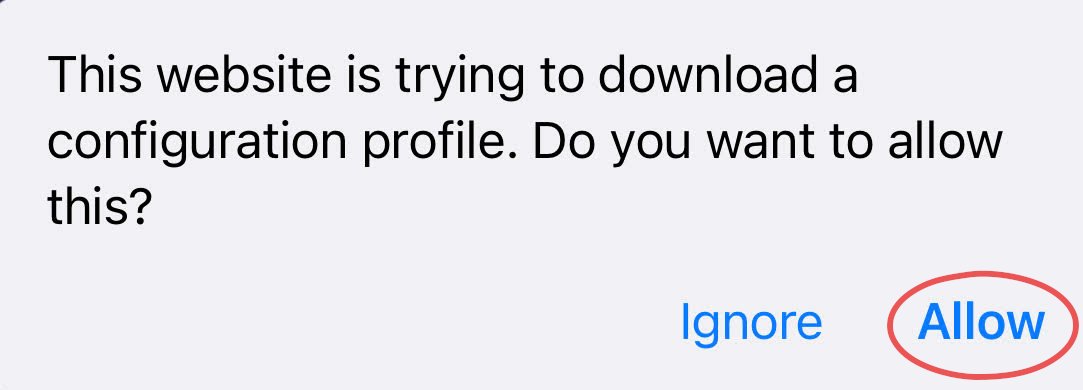 This website is trying to download a
configuration profile. Do you want to allow
this?
Ignore Allow